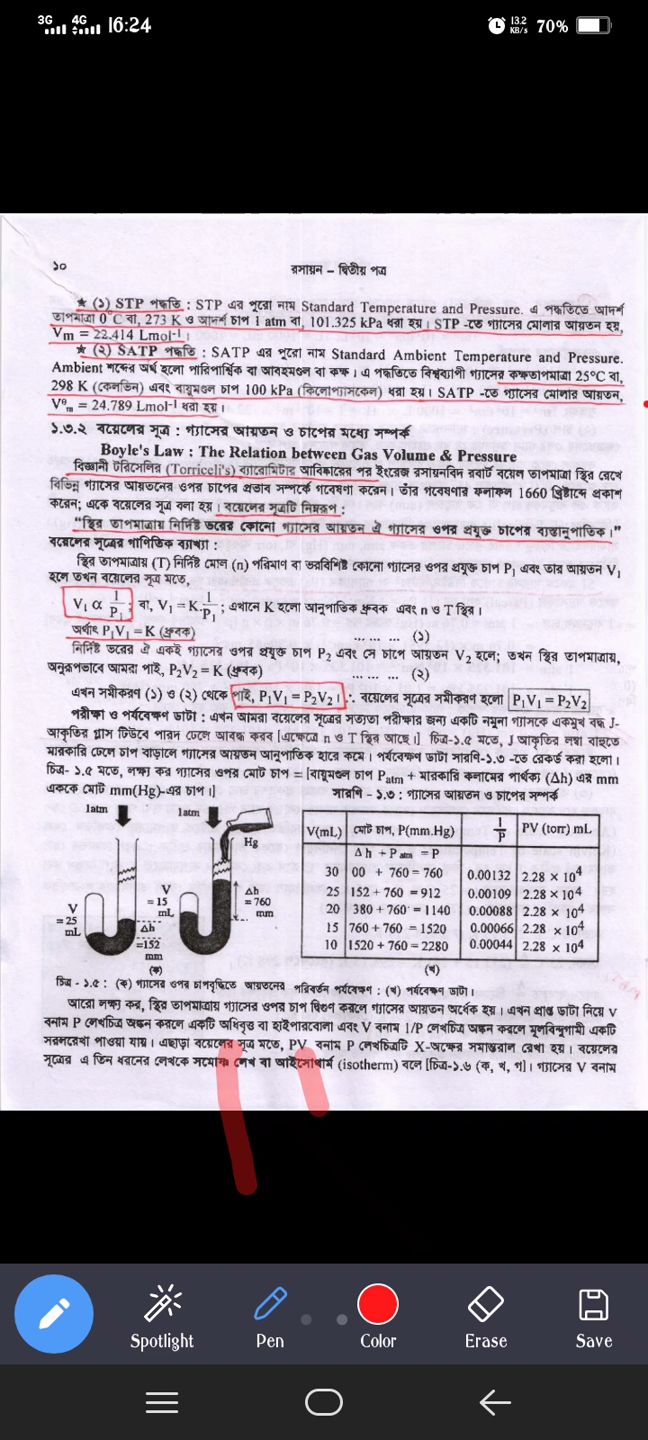 3G 4G 16:24 13.2 KB/s 70%
১০ রসায়ন – দ্বিতীয় পত্র
★ (১) STP পদ্ধতি : STP এর পুরো নাম Standard Temperature and Pressure. এ পদ্ধতিতে আদর্শ
তাপমাত্রা 0°C বা, 273 K ও আদর্শ চাপ 1 atm বা, 101.325 kPa ধরা হয়। STP -তে গ্যাসের মোলার আয়তন হয়,
Vm = 22.414 Lmol⁻¹।
★ (২) SATP পদ্ধতি : SATP এর পুরো নাম Standard Ambient Temperature and Pressure.
Ambient শব্দের অর্থ হলো পারিপার্শ্বিক বা আবহমণ্ডল বা কক্ষ। এ পদ্ধতিতে বিশ্বব্যাপী গ্যাসের কক্ষতাপমাত্রা 25°C বা,
298 K (কেলভিন) এবং বায়ুমণ্ডল চাপ 100 kPa (কিলোপ্যাসকেল) ধরা হয়। SATP -তে গ্যাসের মোলার আয়তন,
V^θ_m = 24.789 Lmol⁻¹ ধরা হয়।
১.৩.২ বয়েলের সূত্র : গ্যাসের আয়তন ও চাপের মধ্যে সম্পর্ক
Boyle's Law : The Relation between Gas Volume & Pressure
বিজ্ঞানী টরিসেলির (Torriceli's) ব্যারোমিটার আবিষ্কারের পর ইংরেজ রসায়নবিদ রবার্ট বয়েল তাপমাত্রা স্থির রেখে
বিভিন্ন গ্যাসের আয়তনের ওপর চাপের প্রভাব সম্পর্কে গবেষণা করেন। তাঁর গবেষণার ফলাফল 1660 খ্রিষ্টাব্দে প্রকাশ
করেন; একে বয়েলের সূত্র বলা হয়। বয়েলের সূত্রটি নিম্নরূপ :
"স্থির তাপমাত্রায় নির্দিষ্ট ভরের কোনো গ্যাসের আয়তন ঐ গ্যাসের ওপর প্রযুক্ত চাপের ব্যস্তানুপাতিক।"
বয়েলের সূত্রের গাণিতিক ব্যাখ্যা :
স্থির তাপমাত্রায় (T) নির্দিষ্ট মোল (n) পরিমাণ বা ভরবিশিষ্ট কোনো গ্যাসের ওপর প্রযুক্ত চাপ P₁ এবং তার আয়তন V₁
হলে তখন বয়েলের সূত্র মতে,
V₁ ∝ 1/P₁; বা, V₁ = K.1/P₁; এখানে K হলো আনুপাতিক ধ্রুবক এবং n ও T স্থির।
অর্থাৎ P₁V₁ = K (ধ্রুবক) ... ... ... (১)
নির্দিষ্ট ভরের ঐ একই গ্যাসের ওপর প্রযুক্ত চাপ P₂ এবং সে চাপে আয়তন V₂ হলে; তখন স্থির তাপমাত্রায়,
অনুরূপভাবে আমরা পাই, P₂V₂ = K (ধ্রুবক) ... ... ... (২)
এখন সমীকরণ (১) ও (২) থেকে পাই, P₁V₁ = P₂V₂। ∴ বয়েলের সূত্রের সমীকরণ হলো P₁V₁ = P₂V₂
পরীক্ষা ও পর্যবেক্ষণ ডাটা : এখন আমরা বয়েলের সূত্রের সত্যতা পরীক্ষার জন্য একটি নমুনা গ্যাসকে একমুখ বদ্ধ J-
আকৃতির গ্লাস টিউবে পারদ ঢেলে আবদ্ধ করব [এক্ষেত্রে n ও T স্থির আছে।] চিত্র-১.৫ মতে, J আকৃতির লম্বা বাহুতে
মারকারি ঢেলে চাপ বাড়ালে গ্যাসের আয়তন আনুপাতিক হারে কমে। পর্যবেক্ষণ ডাটা সারণি-১.৩ -তে রেকর্ড করা হলো।
চিত্র- ১.৫ মতে, লক্ষ্য কর গ্যাসের ওপর মোট চাপ = [বায়ুমণ্ডল চাপ Patm + মারকারি কলামের পার্থক্য (Δh) এর mm
এককে মোট mm(Hg)-এর চাপ।] সারণি - ১.৩ : গ্যাসের আয়তন ও চাপের সম্পর্ক
1atm 1atm
Hg
V = 25 mL
Δh =152 mm
V =15 mL
Δh = 760 mm
(ক)
V(mL) মোট চাপ, P(mm.Hg) 1/P PV (torr) mL
Δh + Patm = P
30 00 + 760 = 760 0.00132 2.28 × 10⁴
25 152 + 760 = 912 0.00109 2.28 × 10⁴
20 380 + 760 = 1140 0.00088 2.28 × 10⁴
15 760 + 760 = 1520 0.00066 2.28 × 10⁴
10 1520 + 760 = 2280 0.00044 2.28 × 10⁴
(খ)
চিত্র - ১.৫ : (ক) গ্যাসের ওপর চাপবৃদ্ধিতে আয়তনের পরিবর্তন পর্যবেক্ষণ : (খ) পর্যবেক্ষণ ডাটা।
আরো লক্ষ্য কর, স্থির তাপমাত্রায় গ্যাসের ওপর চাপ দ্বিগুণ করলে গ্যাসের আয়তন অর্ধেক হয়। এখন প্রাপ্ত ডাটা নিয়ে V
বনাম P লেখচিত্র অঙ্কন করলে একটি অধিবৃত্ত বা হাইপারবোলা এবং V বনাম 1/P লেখচিত্র অঙ্কন করলে মূলবিন্দুগামী একটি
সরলরেখা পাওয়া যায়। এছাড়া বয়েলের সূত্র মতে, PV বনাম P লেখচিত্রটি X-অক্ষের সমান্তরাল রেখা হয়। বয়েলের
সূত্রের এ তিন ধরনের লেখকে সমোষ্ণ লেখ বা আইসোথার্ম (isotherm) বলে [চিত্র-১.৬ (ক, খ, গ]। গ্যাসের V বনাম
Spotlight Pen Color Erase Save